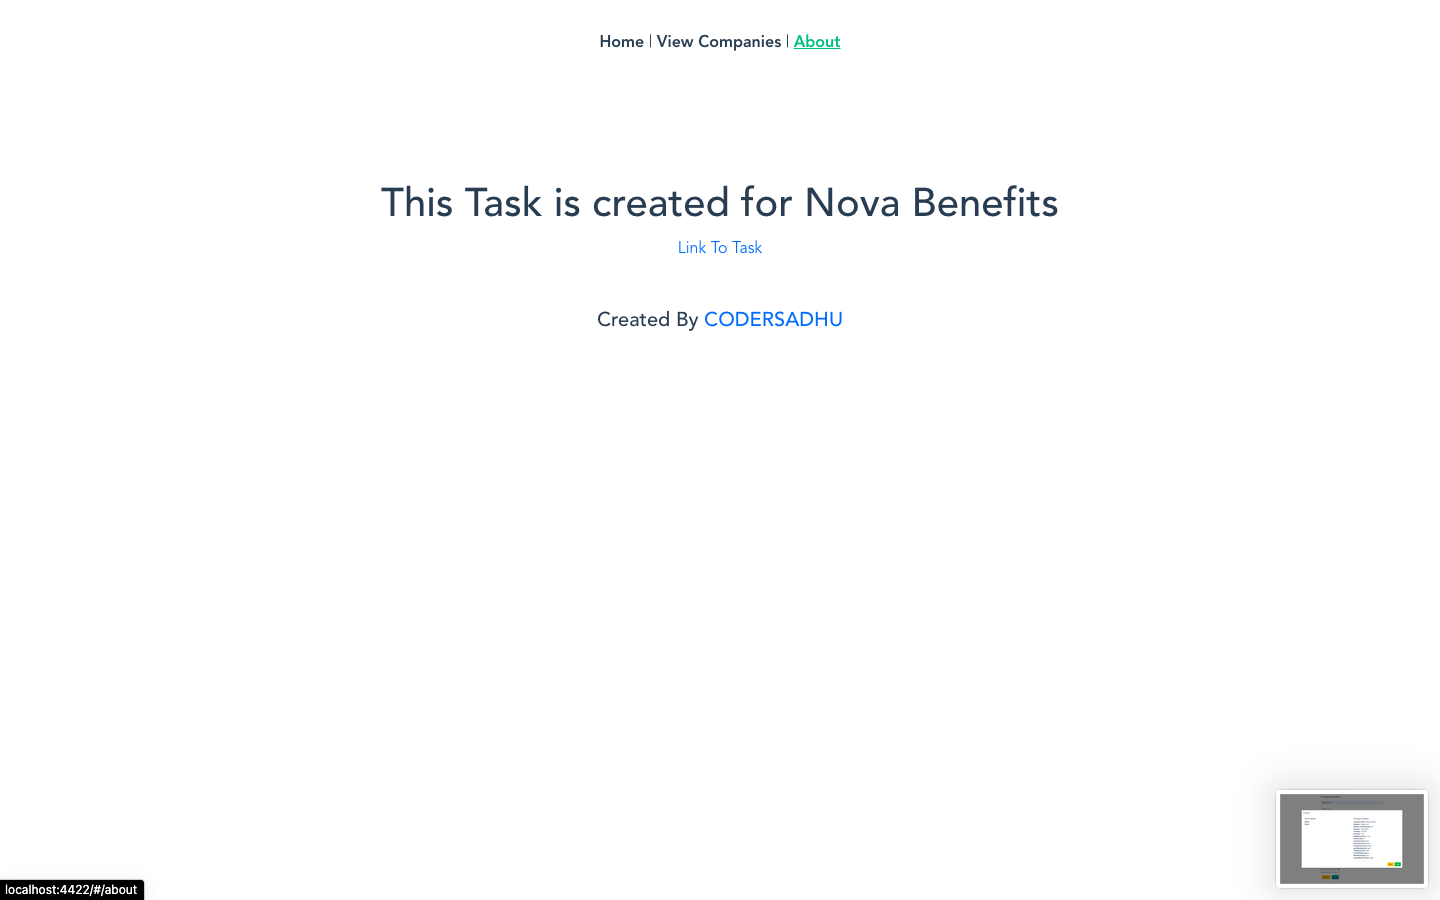 Home | View Companies | About
This Task is created for Nova Benefits
Link To Task
Created By CODERSADHU
localhost:4422/#/about